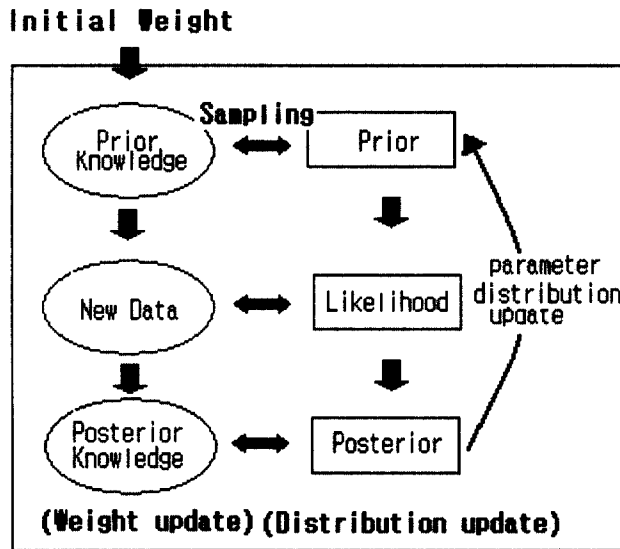 Initial Weight
Sampling
Prior
Knowledge
Prior
New Data
Likelihood
parameter
distribution
update
Posterior
Knowledge
Posterior
(Weight update) (Distribution update)